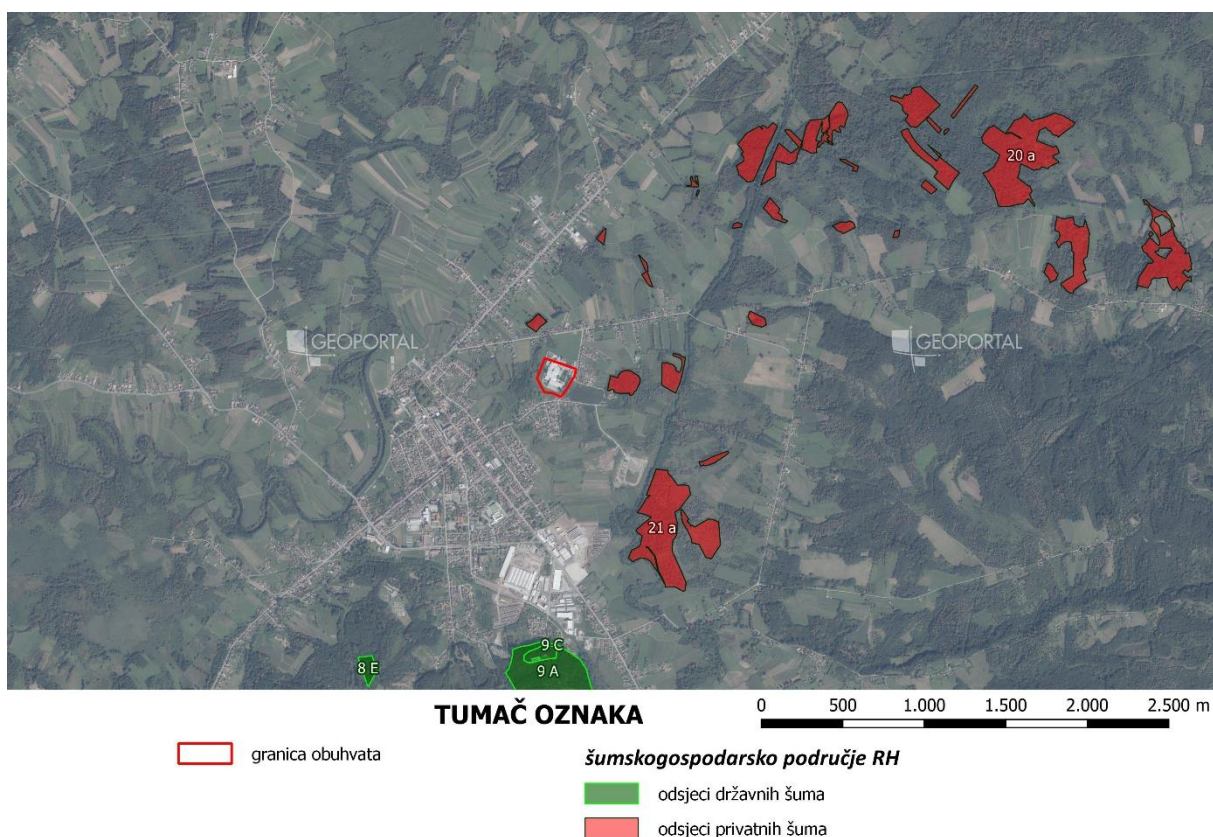 20 a
GEOPORTAL
GEOPORTAL
21 a
9 C
8 E
9 A
TUMAČ OZNAKA
0 500 1.000 1.500 2.000 2.500 m
granica obuhvata
šumskogospodarsko područje RH
odsjeci državnih šuma
odsjeci privatnih šuma